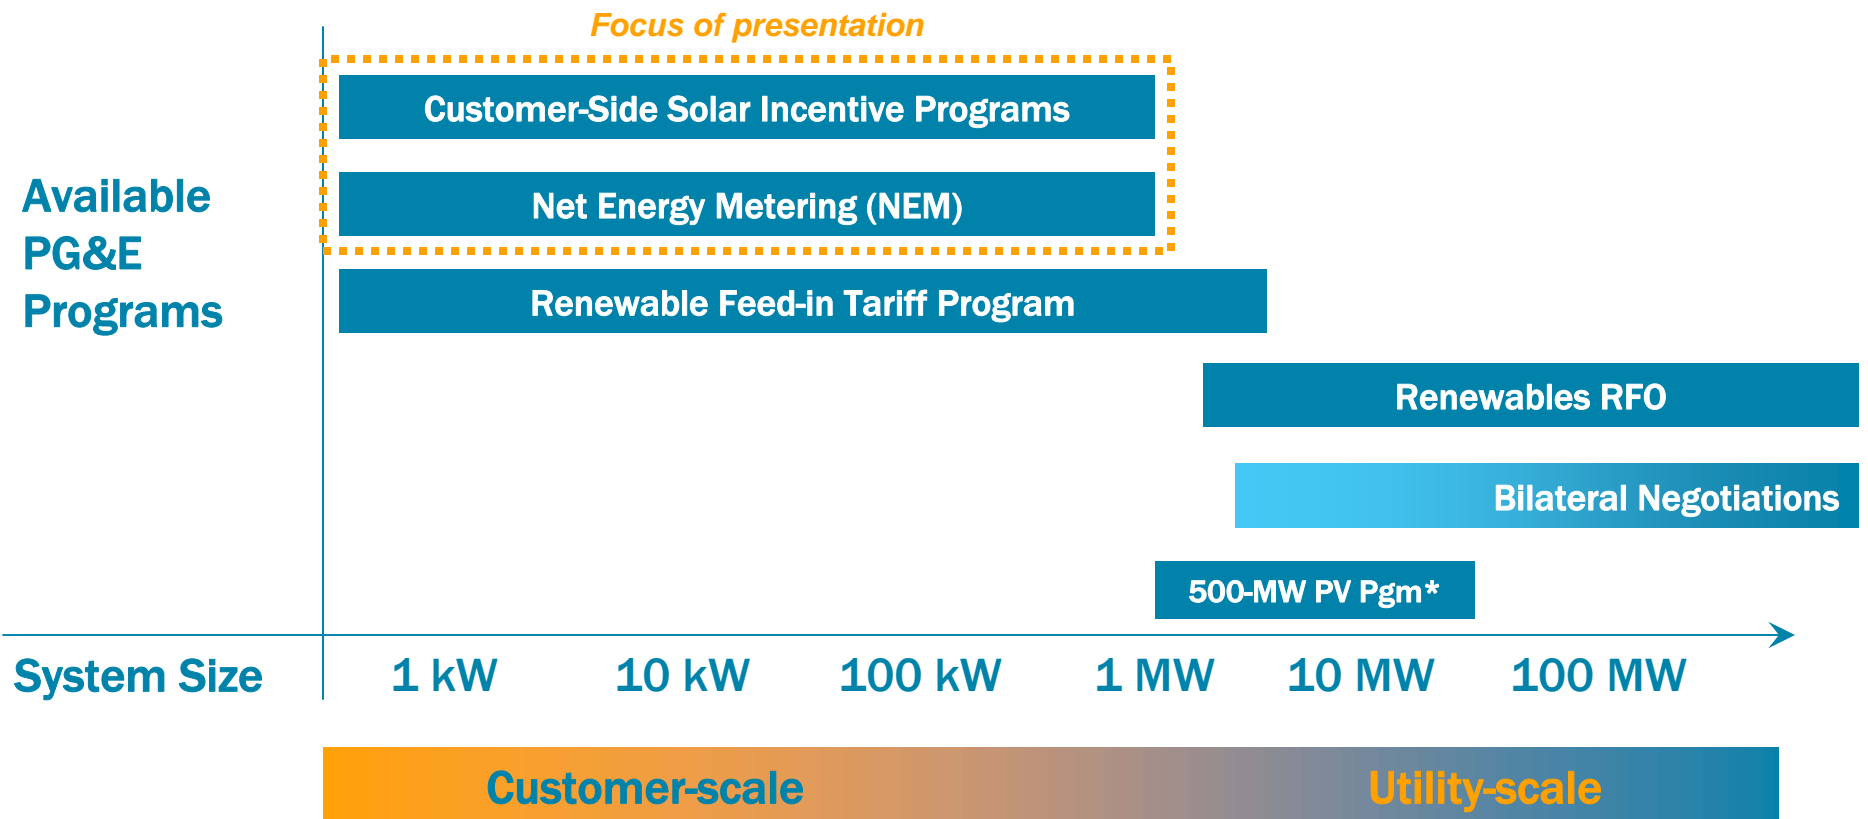 Focus of presentation
Customer-Side Solar Incentive Programs
Net Energy Metering (NEM)
Available
PG&E
Programs
Renewable Feed-in Tariff Program
Renewables RFO
Bilateral Negotiations
500-MW PV Pgm*
System Size 1 kW 10 kW 100 kW 1 MW 10 MW 100 MW
Customer-scale Utility-scale